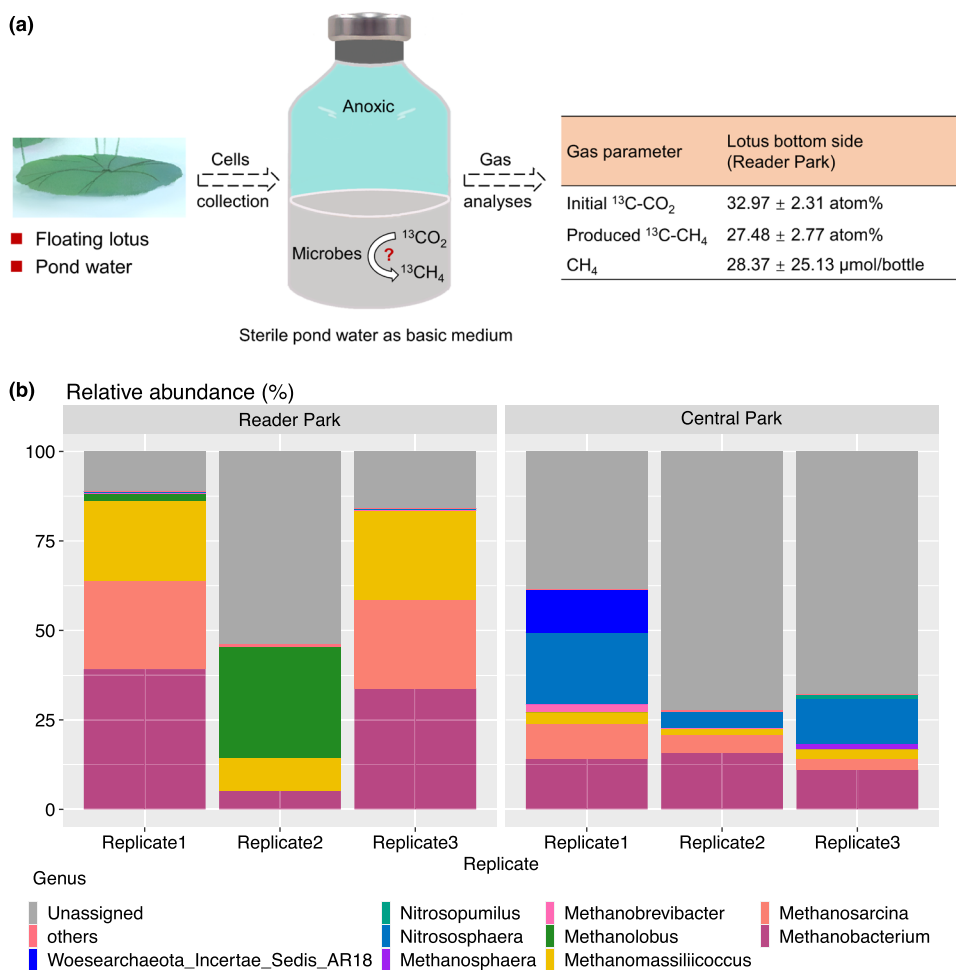 (a)
Anoxic
Cells
collection
Gas
analyses
Floating lotus
Pond water
Microbes
?
¹³CO₂
¹³CH₄
Sterile pond water as basic medium
Gas parameter
Lotus bottom side
(Reader Park)
Initial ¹³C-CO₂ 32.97 ± 2.31 atom%
Produced ¹³C-CH₄ 27.48 ± 2.77 atom%
CH₄ 28.37 ± 25.13 µmol/bottle
(b) Relative abundance (%)
Reader Park Central Park
100
75
50
25
0
Replicate1 Replicate2 Replicate3 Replicate1 Replicate2 Replicate3
Replicate
Genus
Unassigned Nitrosopumilus Methanobrevibacter Methanosarcina
others Nitrososphaera Methanolobus Methanobacterium
Woesearchaeota_Incertae_Sedis_AR18 Methanosphaera Methanomassiliicoccus